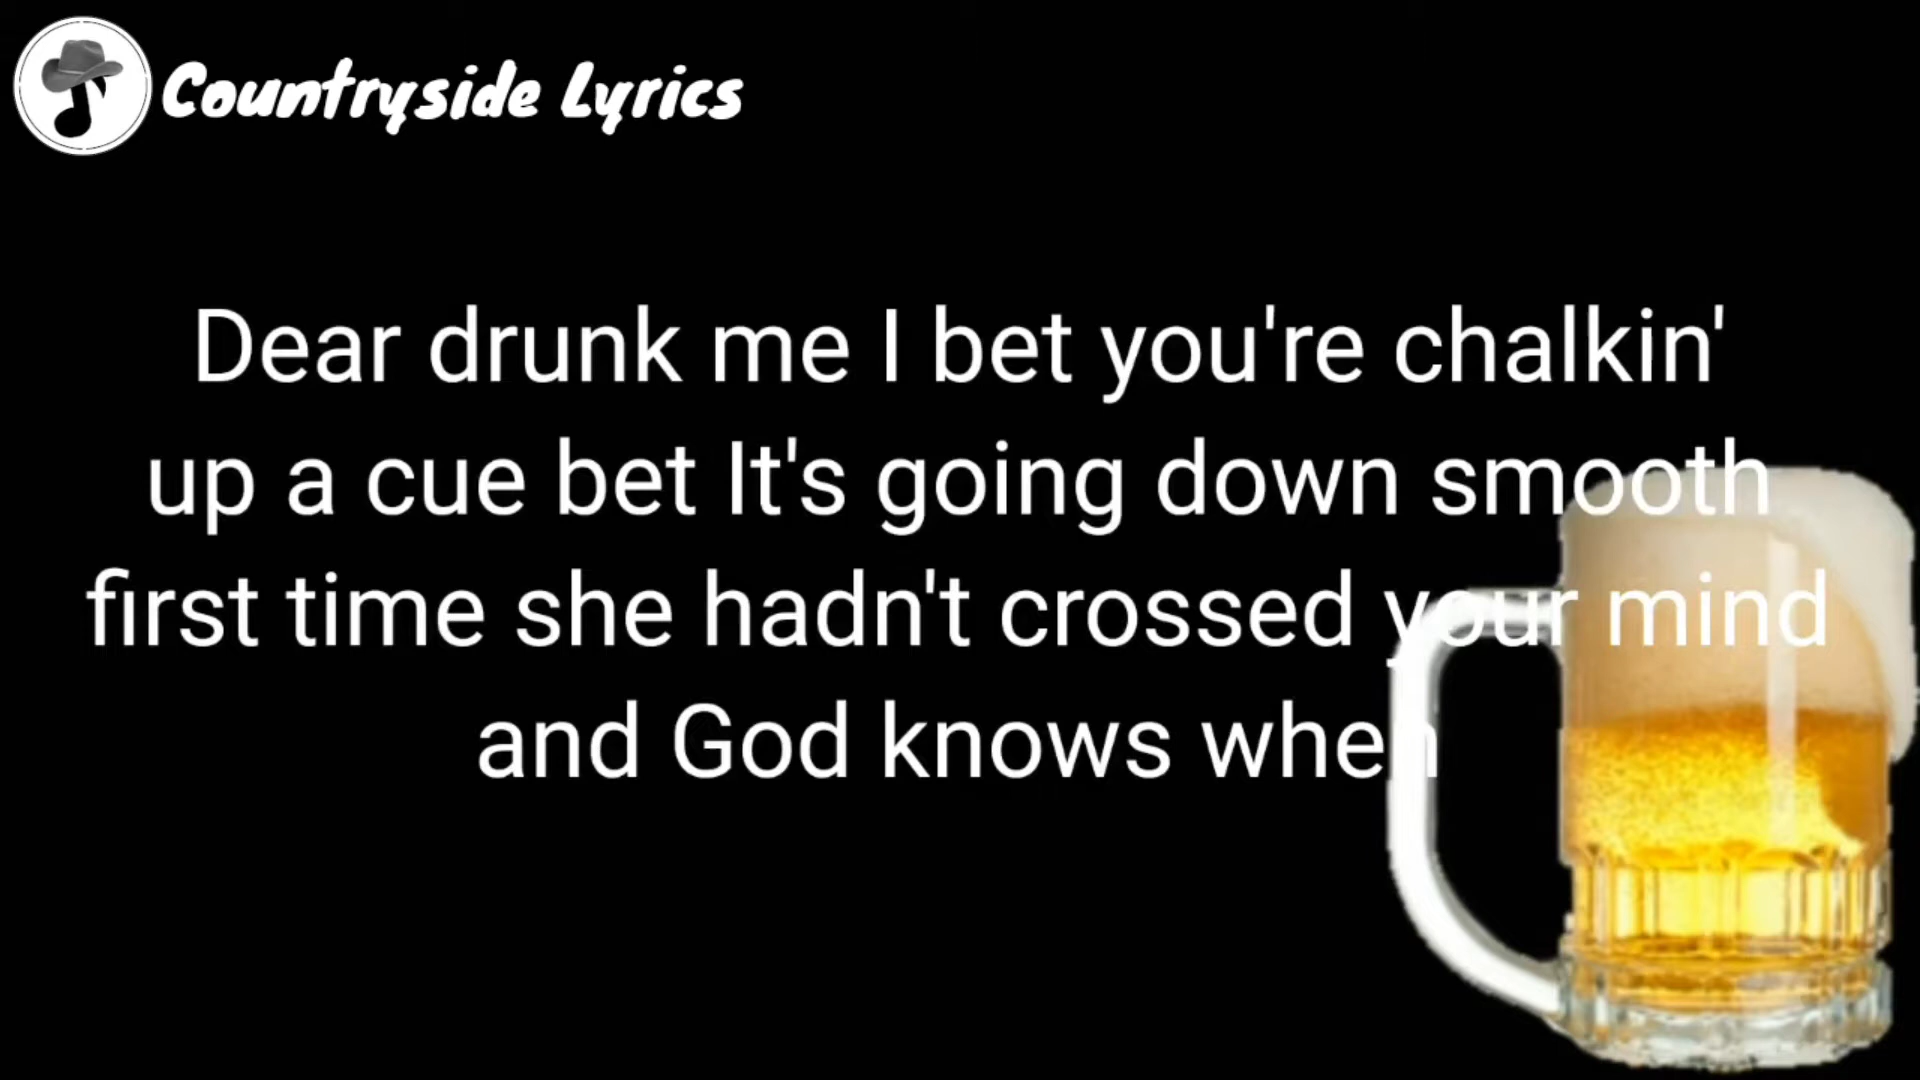 Countryside Lyrics
Dear drunk me I bet you're chalkin'
up a cue bet It's going down smooth
first time she hadn't crossed your mind
and God knows when